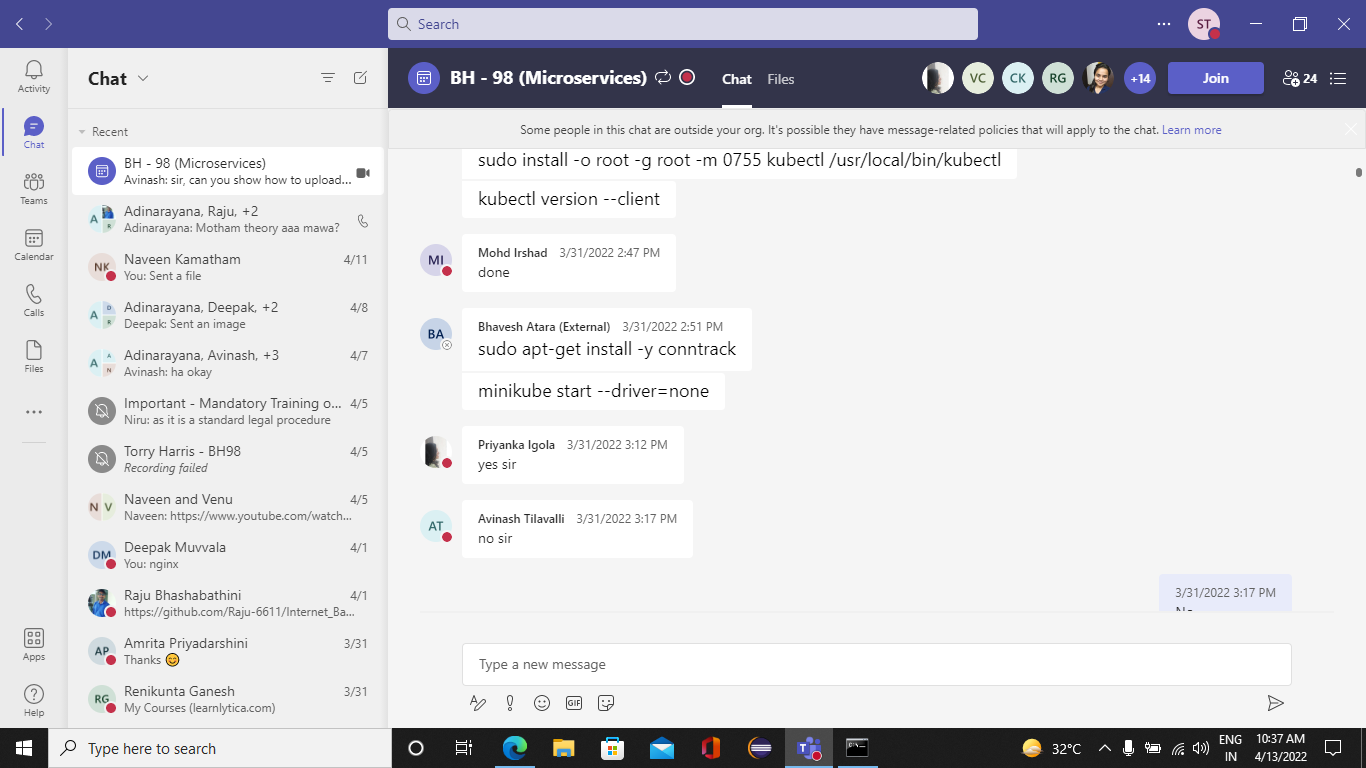 Search
ST
Activity
Chat
Teams
Calendar
Calls
Files
Apps
Help
Chat
Recent
BH - 98 (Microservices)
Avinash: sir, can you show how to upload...
A
R
Adinarayana, Raju, +2
Adinarayana: Motham theory aaa mawa?
NK
Naveen Kamatham
4/11
You: Sent a file
A
D
R
Adinarayana, Deepak, +2
4/8
Deepak: Sent an image
A
A
N
Adinarayana, Avinash, +3
4/7
Avinash: ha okay
Important - Mandatory Training o...
4/5
Niru: as it is a standard legal procedure
Torry Harris - BH98
4/5
Recording failed
N V
Naveen and Venu
4/5
Naveen: https://www.youtube.com/watch...
DM
Deepak Muvvala
4/1
You: nginx
Raju Bhashabathini
4/1
https://github.com/Raju-6611/Internet_Ba...
AP
Amrita Priyadarshini
3/31
Thanks 😊
RG
Renikunta Ganesh
3/31
My Courses (learnlytica.com)
BH - 98 (Microservices)
Chat
Files
VC
CK
RG
+14
Join
24
Some people in this chat are outside your org. It's possible they have message-related policies that will apply to the chat. Learn more
sudo install -o root -g root -m 0755 kubectl /usr/local/bin/kubectl
kubectl version --client
MI
Mohd Irshad 3/31/2022 2:47 PM
done
BA
Bhavesh Atara (External) 3/31/2022 2:51 PM
sudo apt-get install -y conntrack
minikube start --driver=none
Priyanka Igola 3/31/2022 3:12 PM
yes sir
AT
Avinash Tilavalli 3/31/2022 3:17 PM
no sir
3/31/2022 3:17 PM
Type a new message
GIF
Type here to search
32°C
ENG
IN
10:37 AM
4/13/2022